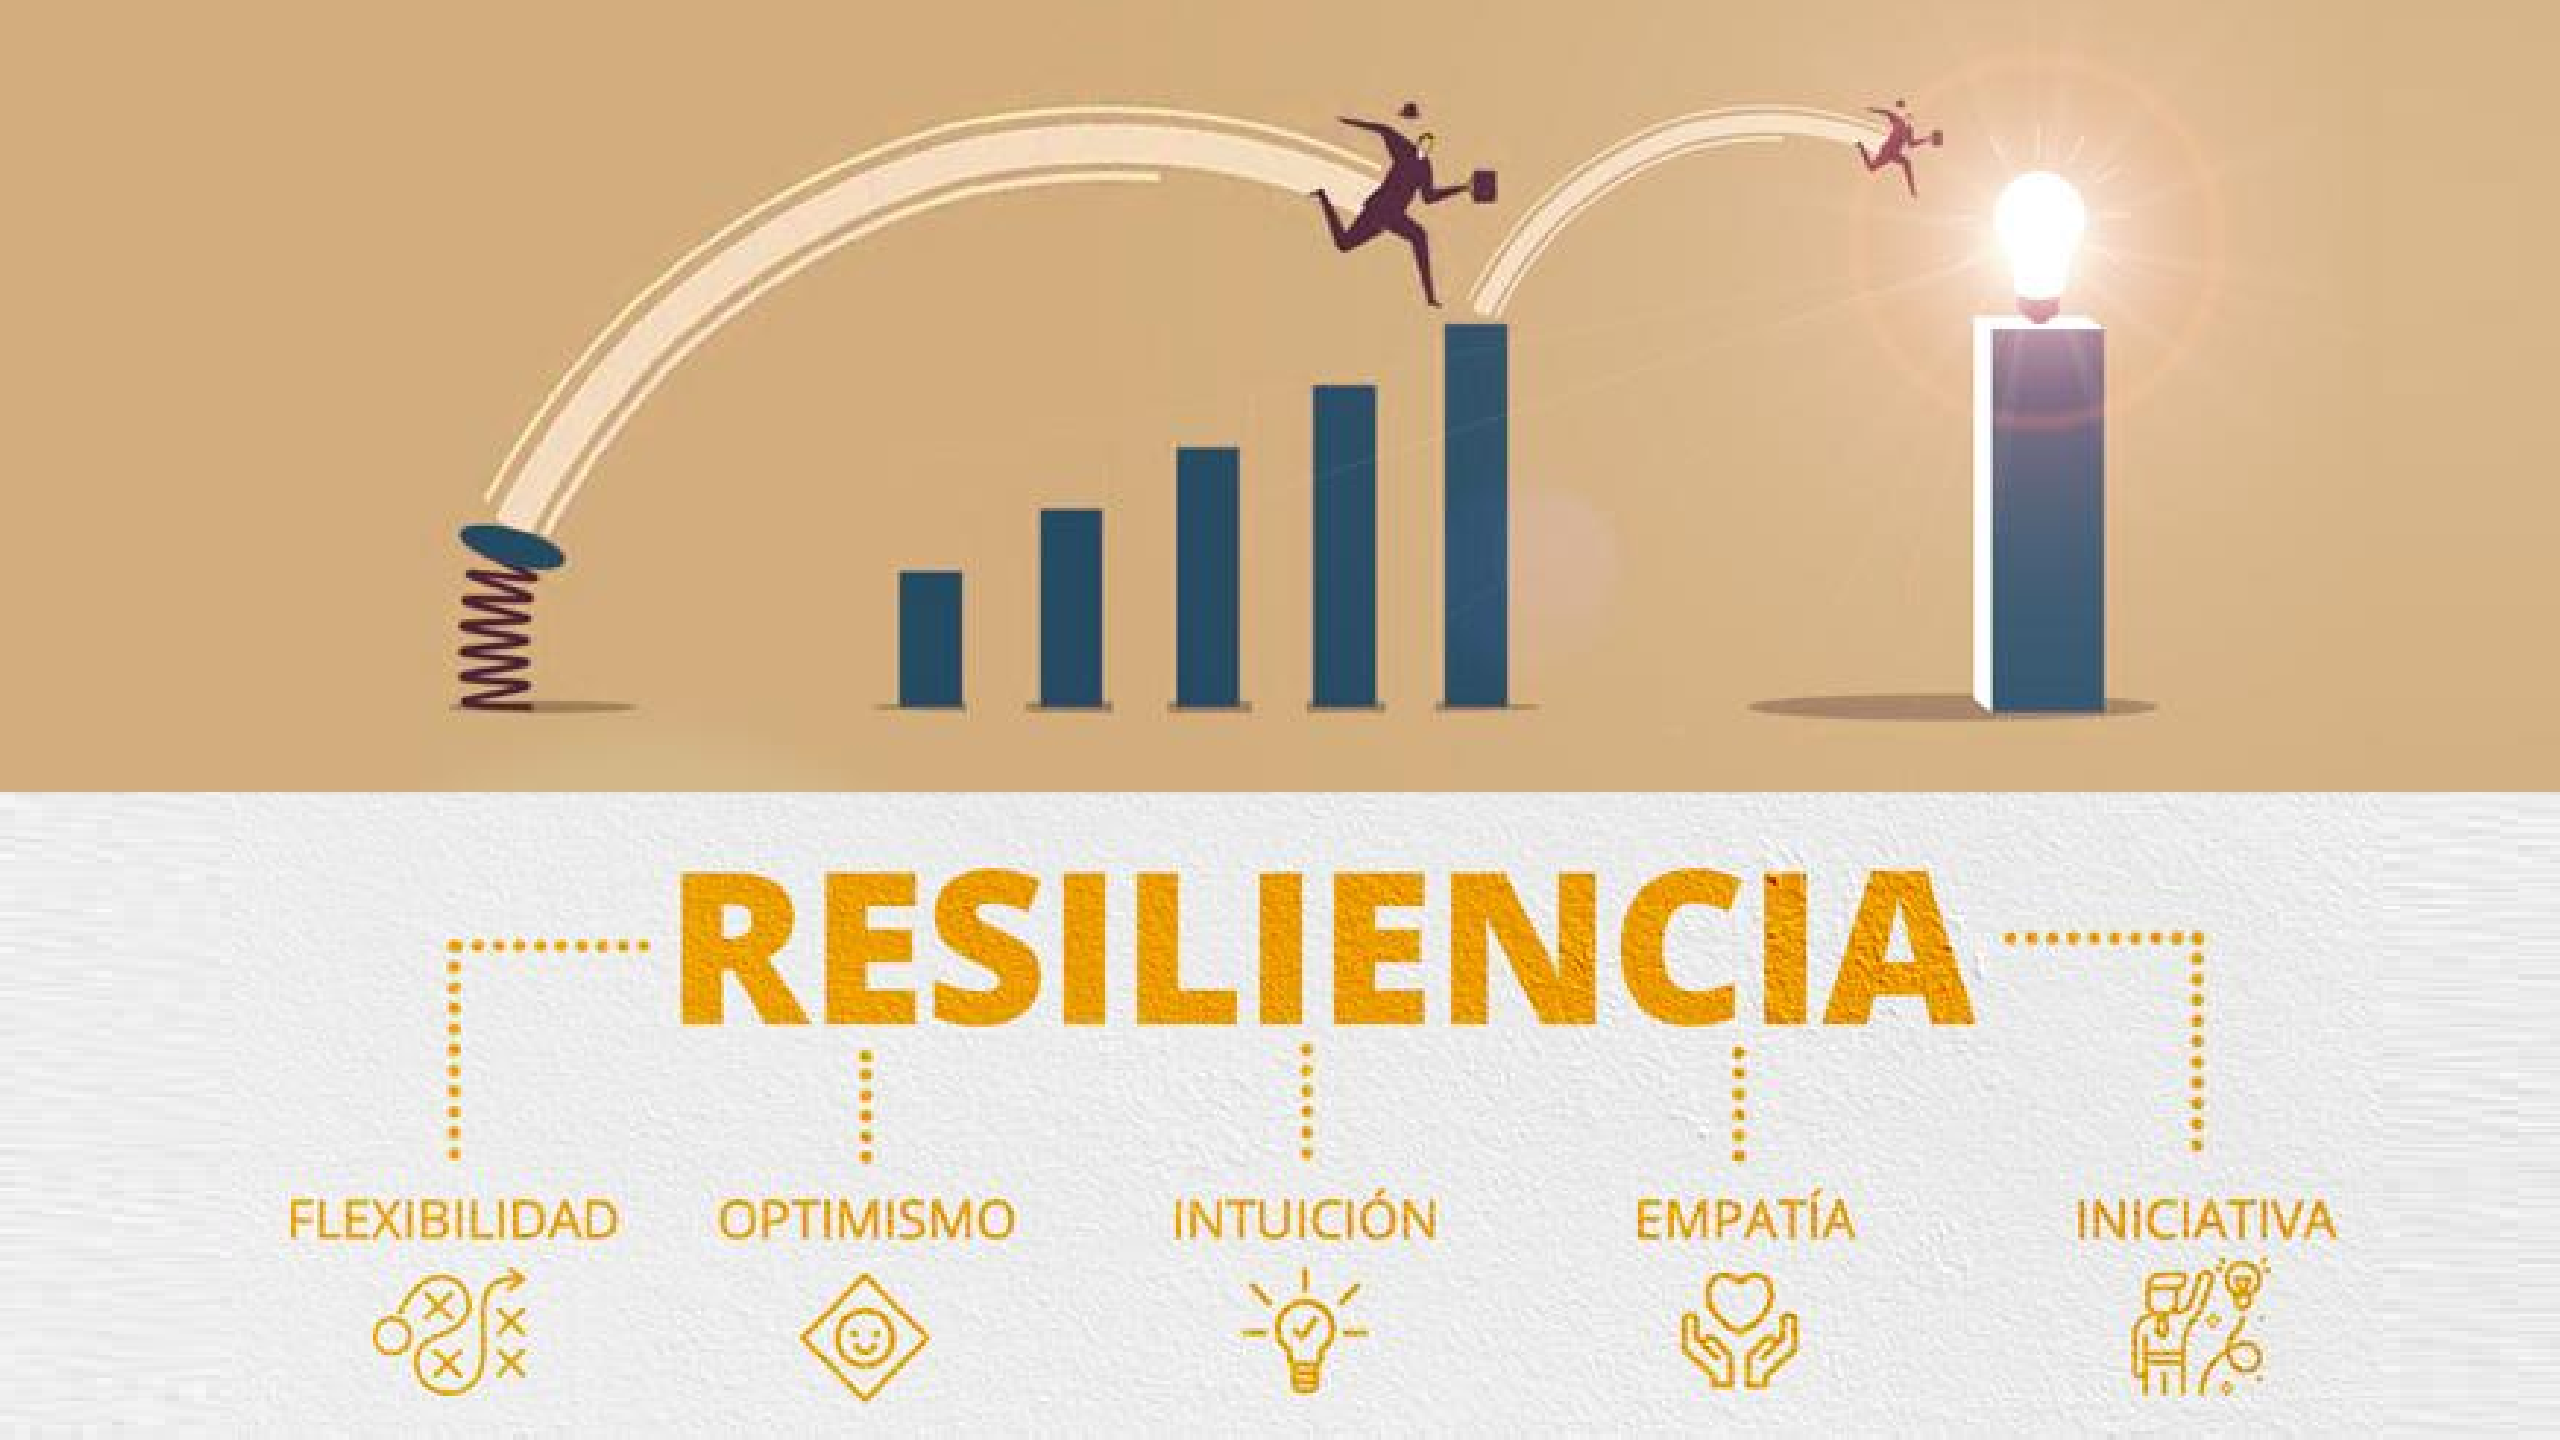 RESILIENCIA
FLEXIBILIDAD
OPTIMISMO
INTUICIÓN
EMPATÍA
INICIATIVA